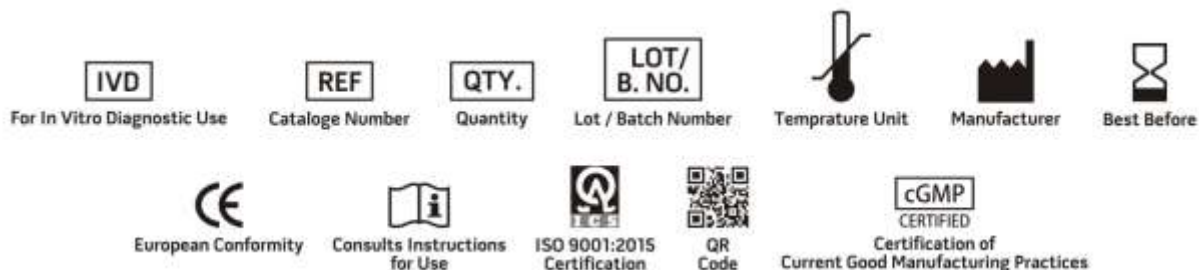 IVD
For In Vitro Diagnostic Use
REF
Cataloge Number
QTY.
Quantity
LOT/
B. NO.
Lot / Batch Number
Temprature Unit
Manufacturer
Best Before
CE
European Conformity
i
Consults Instructions
for Use
ICS
ISO 9001:2015
Certification
QR
Code
cGMP
CERTIFIED
Certification of
Current Good Manufacturing Practices